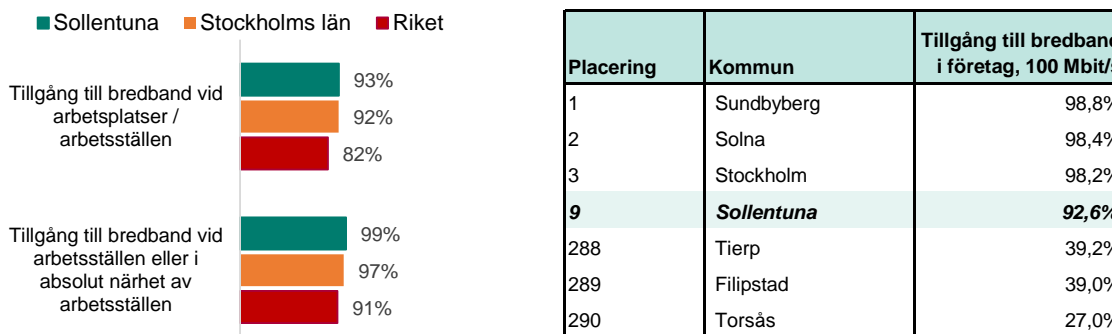 Sollentuna Stockholms län Riket
Tillgång till bredband vid
arbetsplatser /
arbetsställen
93%
92%
82%
Tillgång till bredband vid
arbetsställen eller i
absolut närhet av
arbetsställen
99%
97%
91%
Placering Kommun Tillgång till bredband
i företag, 100 Mbit/s
1 Sundbyberg 98,8%
2 Solna 98,4%
3 Stockholm 98,2%
9 Sollentuna 92,6%
288 Tierp 39,2%
289 Filipstad 39,0%
290 Torsås 27,0%